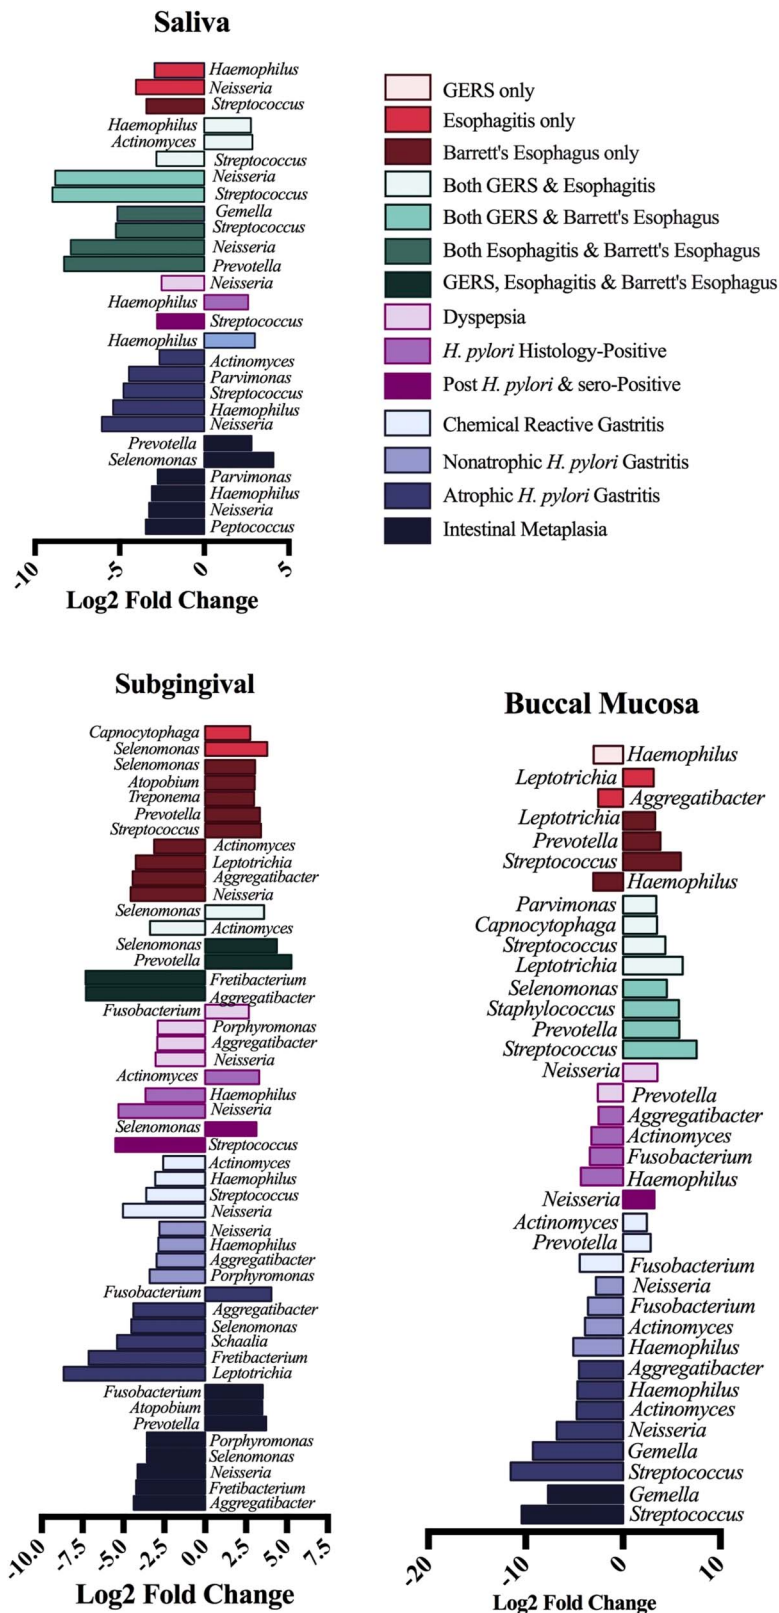 Saliva
Haemophilus
Neisseria
Streptococcus
Haemophilus
Actinomyces
Streptococcus
Neisseria
Streptococcus
Gemella
Streptococcus
Neisseria
Prevotella
Neisseria
Haemophilus
Streptococcus
Haemophilus
Actinomyces
Parvimonas
Streptococcus
Haemophilus
Neisseria
Prevotella
Selenomonas
Parvimonas
Haemophilus
Neisseria
Peptococcus
-10 -5 0 5
Log2 Fold Change
GERS only
Esophagitis only
Barrett's Esophagus only
Both GERS & Esophagitis
Both GERS & Barrett's Esophagus
Both Esophagitis & Barrett's Esophagus
GERS, Esophagitis & Barrett's Esophagus
Dyspepsia
H. pylori Histology-Positive
Post H. pylori & sero-Positive
Chemical Reactive Gastritis
Nonatrophic H. pylori Gastritis
Atrophic H. pylori Gastritis
Intestinal Metaplasia
Subgingival
Capnocytophaga
Selenomonas
Selenomonas
Atopobium
Treponema
Prevotella
Streptococcus
Actinomyces
Leptotrichia
Aggregatibacter
Neisseria
Selenomonas
Actinomyces
Selenomonas
Prevotella
Fretibacterium
Aggregatibacter
Fusobacterium
Porphyromonas
Aggregatibacter
Neisseria
Actinomyces
Haemophilus
Neisseria
Selenomonas
Streptococcus
Actinomyces
Haemophilus
Streptococcus
Neisseria
Neisseria
Haemophilus
Aggregatibacter
Porphyromonas
Fusobacterium
Aggregatibacter
Selenomonas
Schaalia
Fretibacterium
Leptotrichia
Fusobacterium
Atopobium
Prevotella
Porphyromonas
Selenomonas
Neisseria
Fretibacterium
Aggregatibacter
-10.0 -7.5 -5.0 -2.5 0.0 2.5 5.0 7.5
Log2 Fold Change
Buccal Mucosa
Haemophilus
Leptotrichia
Aggregatibacter
Leptotrichia
Prevotella
Streptococcus
Haemophilus
Parvimonas
Capnocytophaga
Streptococcus
Leptotrichia
Selenomonas
Staphylococcus
Prevotella
Streptococcus
Neisseria
Prevotella
Aggregatibacter
Actinomyces
Fusobacterium
Haemophilus
Neisseria
Actinomyces
Prevotella
Fusobacterium
Neisseria
Fusobacterium
Actinomyces
Haemophilus
Aggregatibacter
Haemophilus
Actinomyces
Neisseria
Gemella
Streptococcus
Gemella
Streptococcus
-20 -10 0 10
Log2 Fold Change